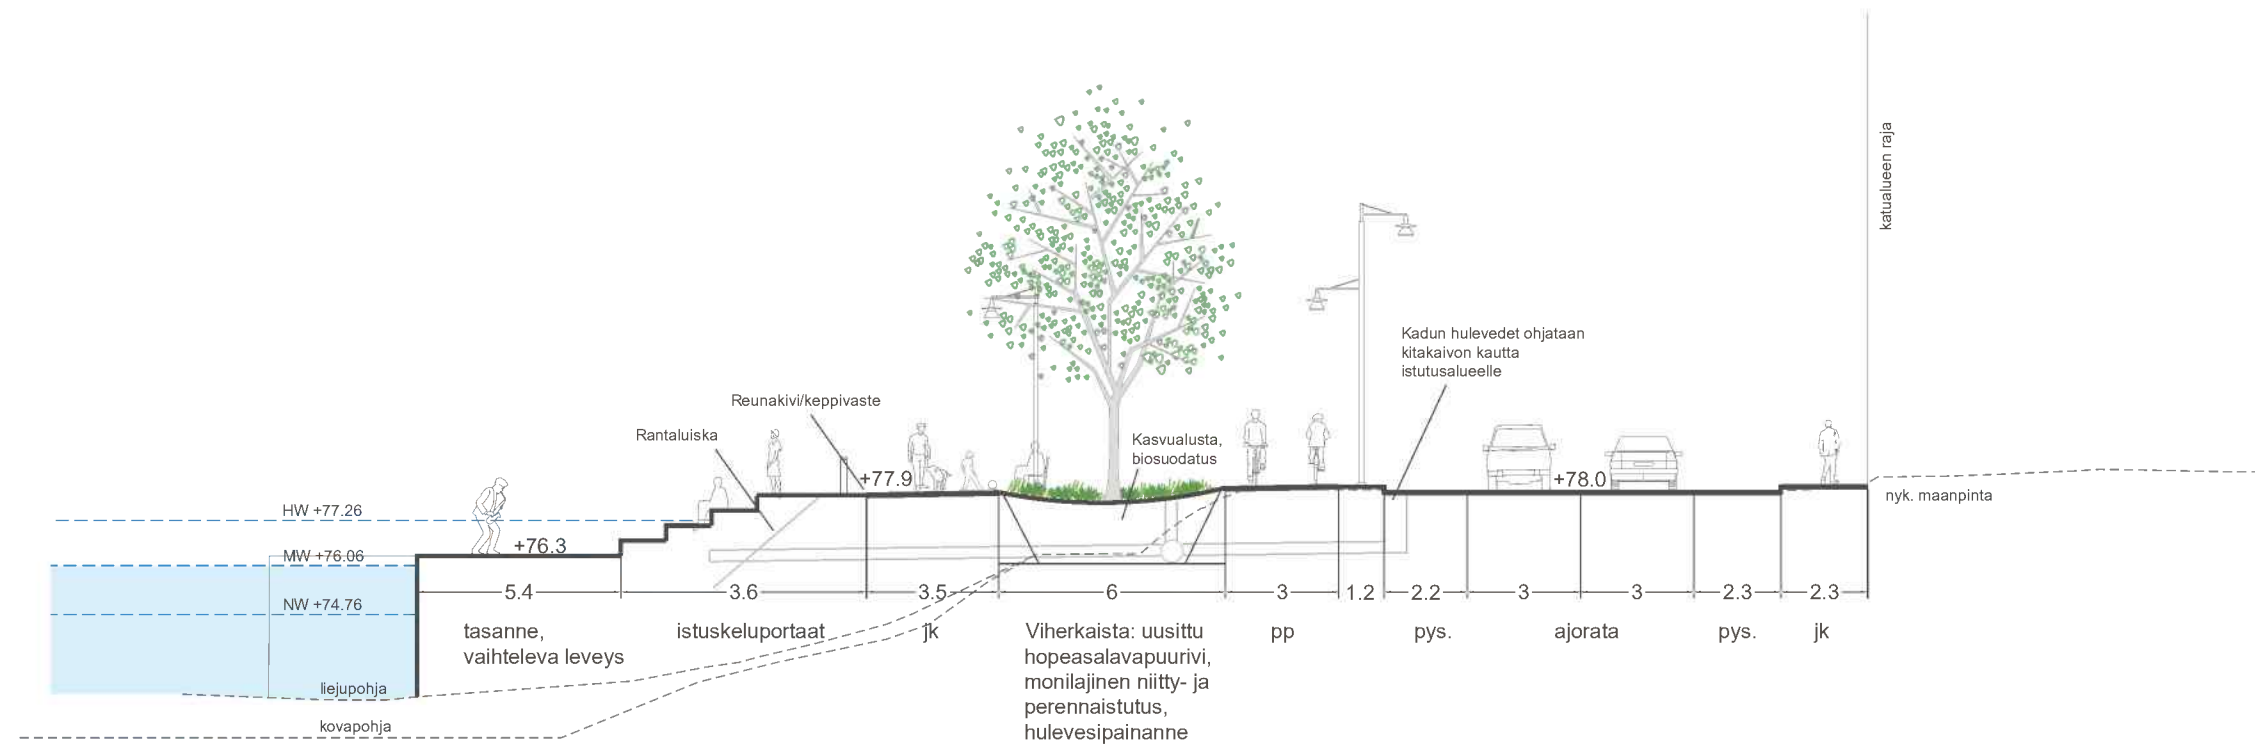 katualueen raja
Kadun hulevedet ohjataan
kitakaivon kautta
istutusalueelle
Reunakivi/keppivaste
Rantaluiska
Kasvualusta,
biosuodatus
+77.9
+78.0
nyk. maanpinta
HW +77.26
+76.3
MW +76.06
NW +74.76
5.4
3.6
3.5
6
3
1.2
2.2
3
3
2.3
2.3
tasanne,
vaihteleva leveys
istuskeluportaat
jk
Viherkaista: uusittu
hopeasalavapuurivi,
monilajinen niitty- ja
perennaistutus,
hulevesipainanne
pp
pys.
ajorata
pys.
jk
liejupohja
kovapohja